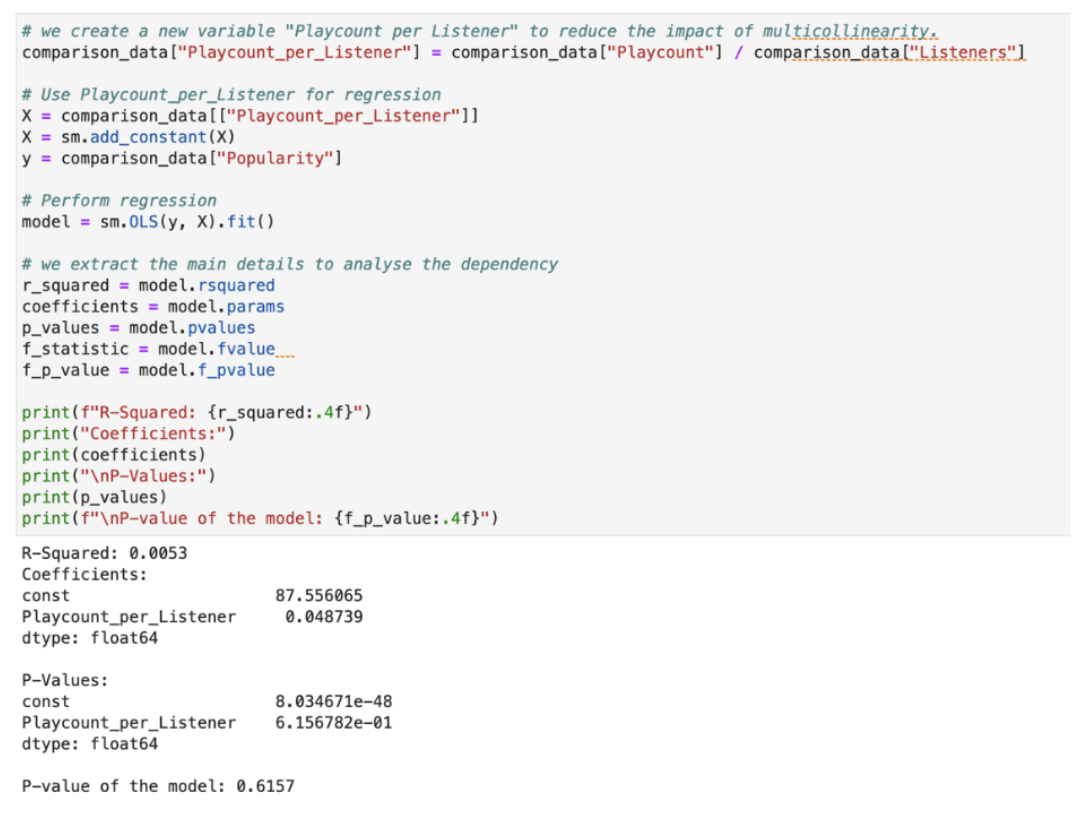 # we create a new variable "Playcount per Listener" to reduce the impact of multicollinearity.
comparison_data["Playcount_per_Listener"] = comparison_data["Playcount"] / comparison_data["Listeners"]
# Use Playcount_per_Listener for regression
X = comparison_data[["Playcount_per_Listener"]]
X = sm.add_constant(X)
y = comparison_data["Popularity"]
# Perform regression
model = sm.OLS(y, X).fit()
# we extract the main details to analyse the dependency
r_squared = model.rsquared
coefficients = model.params
p_values = model.pvalues
f_statistic = model.fvalue
f_p_value = model.f_pvalue
print(f"R-Squared: {r_squared:.4f}")
print("Coefficients:")
print(coefficients)
print("\nP-Values:")
print(p_values)
print(f"\nP-value of the model: {f_p_value:.4f}")
R-Squared: 0.0053
Coefficients:
const 87.556065
Playcount_per_Listener 0.048739
dtype: float64
P-Values:
const 8.034671e-48
Playcount_per_Listener 6.156782e-01
dtype: float64
P-value of the model: 0.6157